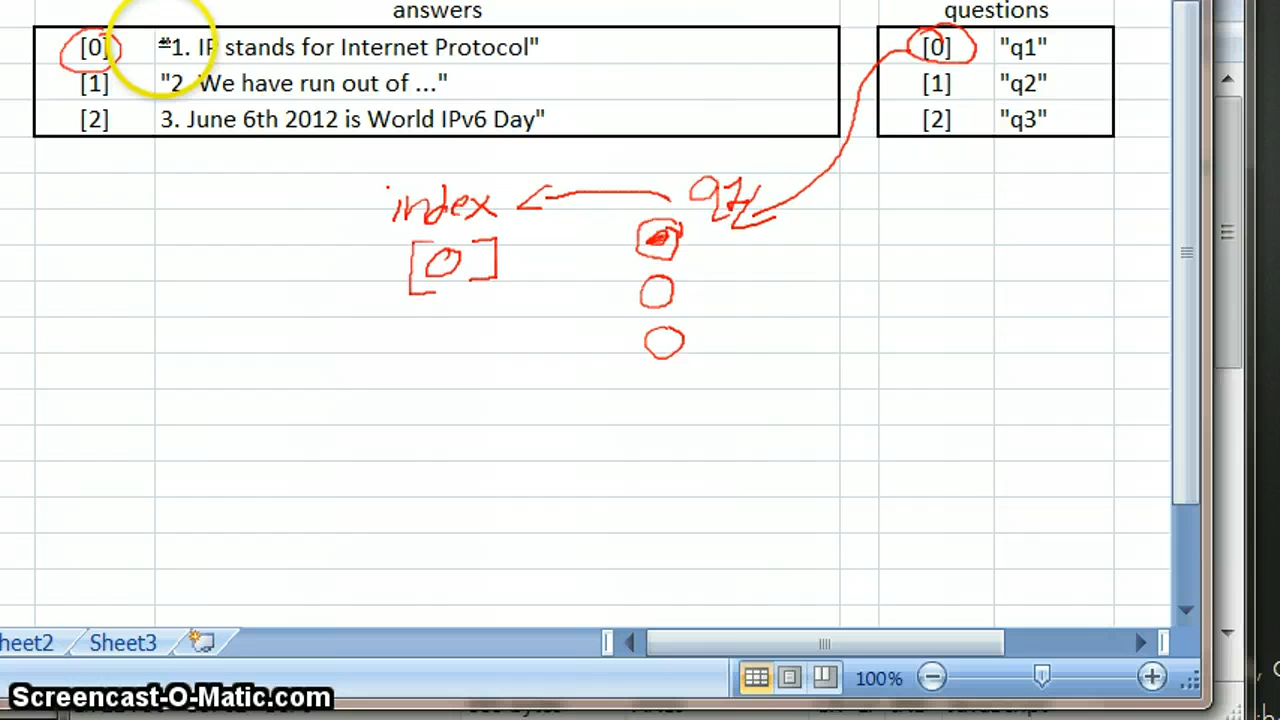 answers questions
[0] "1. IP stands for Internet Protocol" [0] "q1"
[1] "2. We have run out of ..." [1] "q2"
[2] 3. June 6th 2012 is World IPv6 Day" [2] "q3"
index
[0]
heet2 Sheet3
100%
Screencast-O-Matic.com